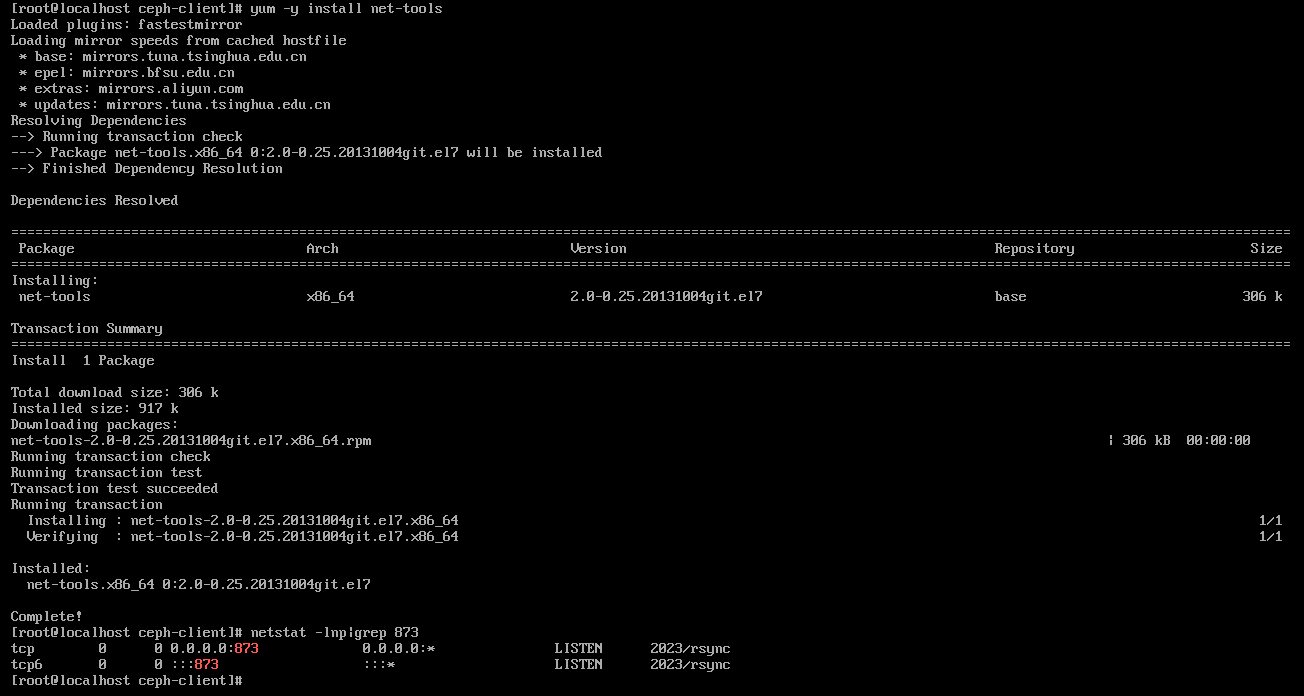 [root@localhost ceph-client]# yum -y install net-tools
Loaded plugins: fastestmirror
Loading mirror speeds from cached hostfile
 * base: mirrors.tuna.tsinghua.edu.cn
 * epel: mirrors.bfsu.edu.cn
 * extras: mirrors.aliyun.com
 * updates: mirrors.tuna.tsinghua.edu.cn
Resolving Dependencies
--> Running transaction check
---> Package net-tools.x86_64 0:2.0-0.25.20131004git.el7 will be installed
--> Finished Dependency Resolution

Dependencies Resolved

================================================================================
 Package                Arch                Version                Repository                Size
================================================================================
Installing:
 net-tools                x86_64                2.0-0.25.20131004git.el7                base                306 k

Transaction Summary
================================================================================
Install  1 Package

Total download size: 306 k
Installed size: 917 k
Downloading packages:
net-tools-2.0-0.25.20131004git.el7.x86_64.rpm                | 306 kB  00:00:00
Running transaction check
Running transaction test
Transaction test succeeded
Running transaction
  Installing : net-tools-2.0-0.25.20131004git.el7.x86_64                1/1
  Verifying  : net-tools-2.0-0.25.20131004git.el7.x86_64                1/1

Installed:
  net-tools.x86_64 0:2.0-0.25.20131004git.el7

Complete!
[root@localhost ceph-client]# netstat -lnp|grep 873
tcp        0      0 0.0.0.0:873             0.0.0.0:*               LISTEN      2023/rsync
tcp6       0      0 :::873                  :::*                    LISTEN      2023/rsync
[root@localhost ceph-client]#